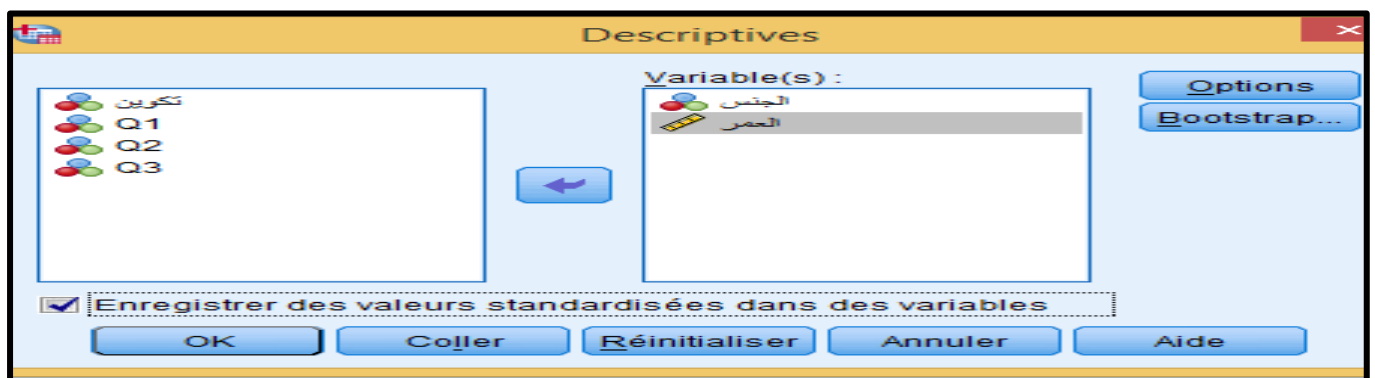 Descriptives
Variable(s) :
تكوين
Q1
Q2
Q3
الجنس
العمر
Options
Bootstrap...
Enregistrer des valeurs standardisées dans des variables
OK Coller Réinitialiser Annuler Aide